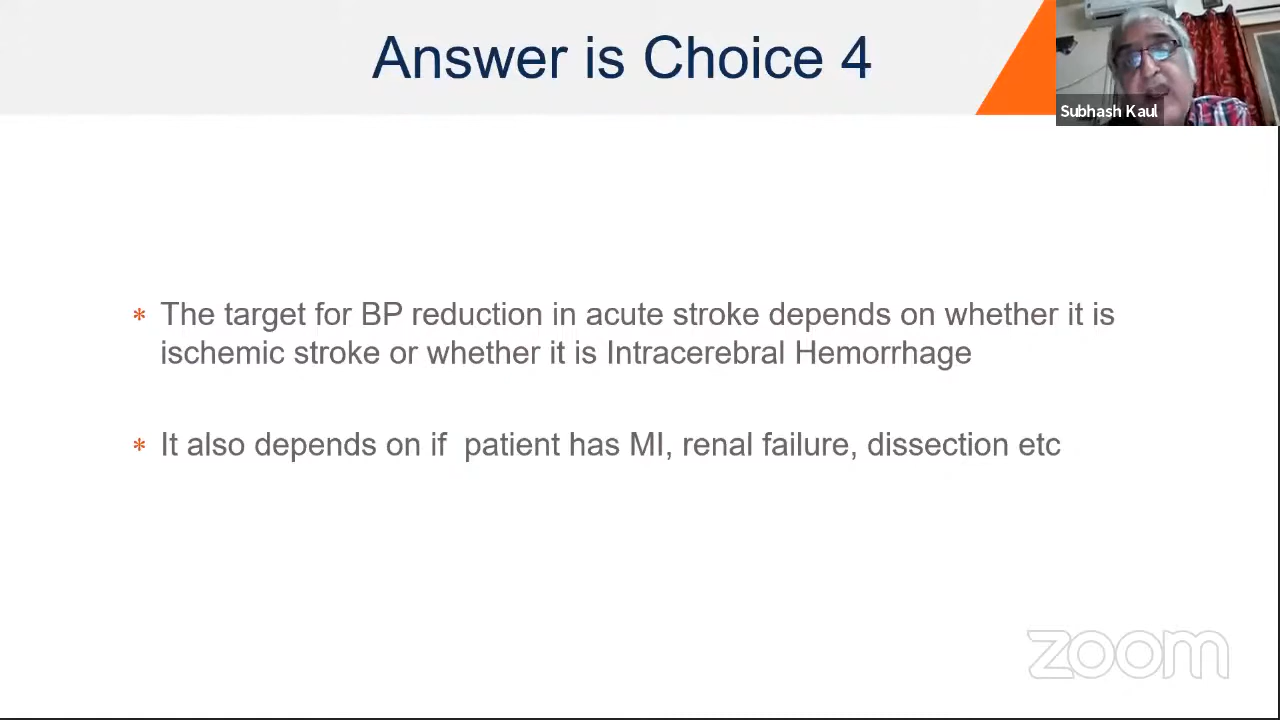 Answer is Choice 4
Subhash Kaul
* The target for BP reduction in acute stroke depends on whether it is
ischemic stroke or whether it is Intracerebral Hemorrhage
* It also depends on if  patient has MI, renal failure, dissection etc
zoom